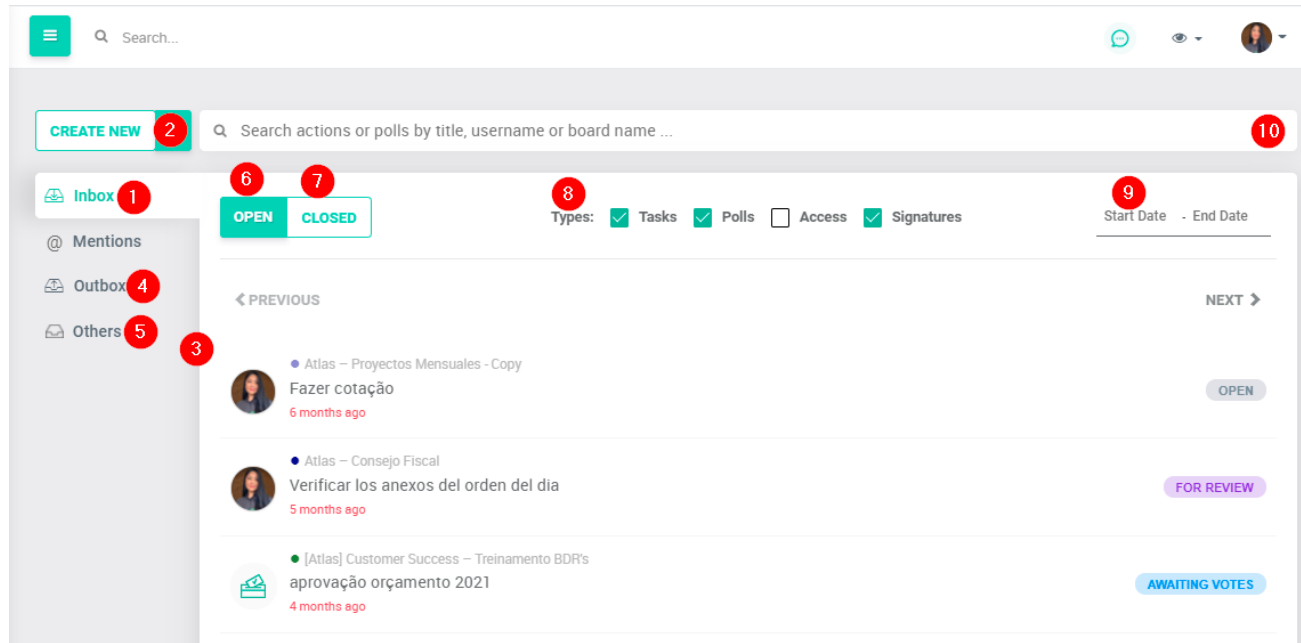 Search...
CREATE NEW 2 Search actions or polls by title, username or board name ... 10
Inbox 1
@ Mentions
Outbox 4
Others 5
3
6 7 8 9
OPEN CLOSED Types: Tasks Polls Access Signatures Start Date - End Date
PREVIOUS NEXT
Atlas – Proyectos Mensuales - Copy
Fazer cotação OPEN
6 months ago
Atlas – Consejo Fiscal
Verificar los anexos del orden del dia FOR REVIEW
5 months ago
[Atlas] Customer Success – Treinamento BDR's
aprovação orçamento 2021 AWAITING VOTES
4 months ago